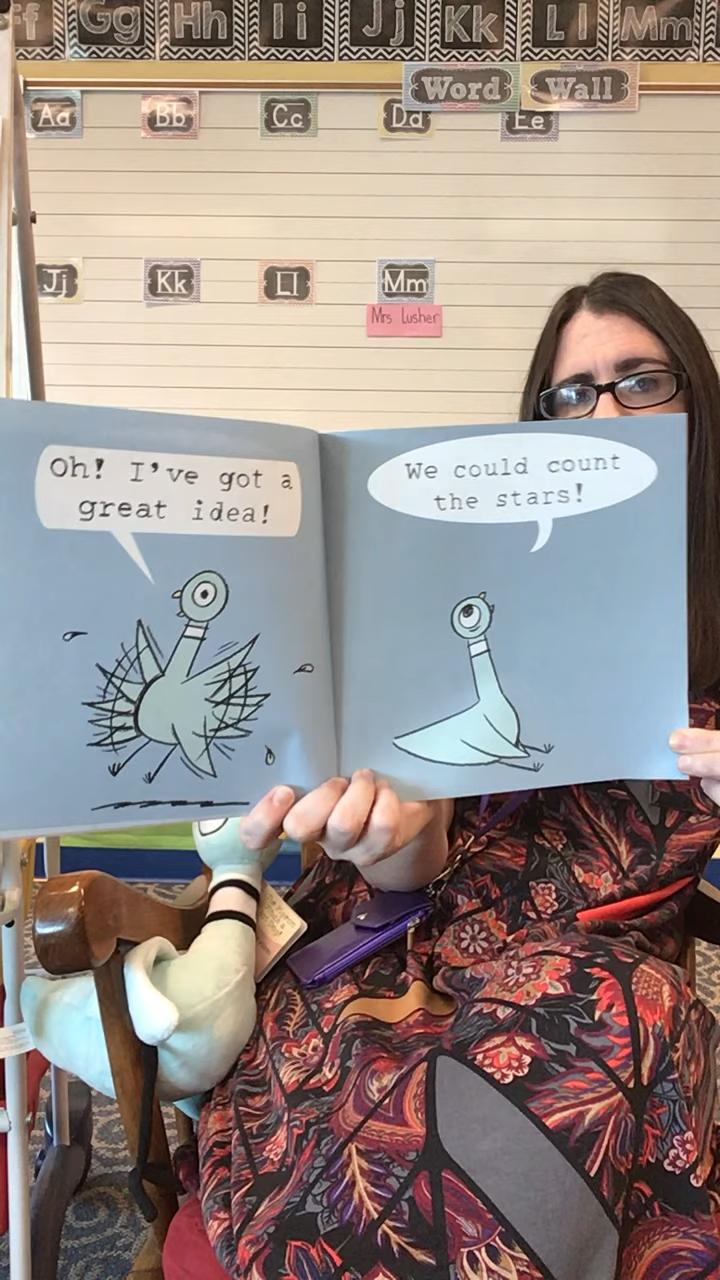 Ff Gg Hh Ii Jj Kk Ll Mm
Word Wall
Aa Bb Cc Dd Ee
Jj Kk Ll Mm
Mrs Lusher
Oh! I've got a
great idea!
We could count
the stars!